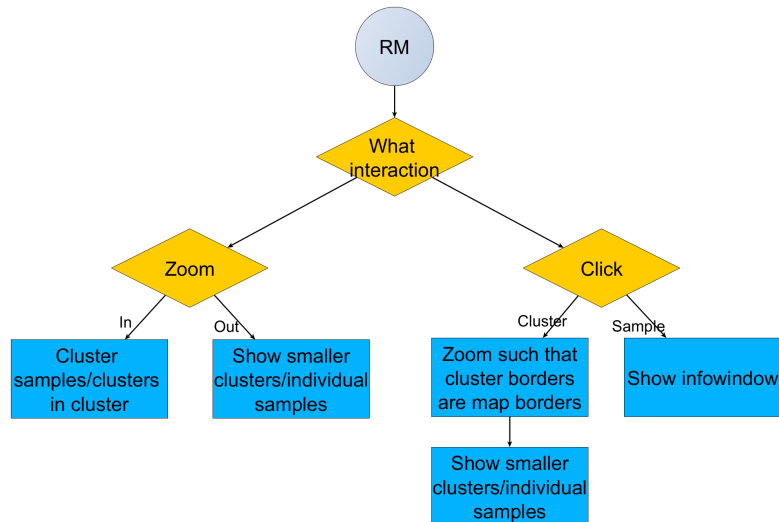 RM
What
interaction
Zoom
Click
In
Out
Cluster
Sample
Cluster
samples/clusters
in cluster
Show smaller
clusters/individual
samples
Zoom such that
cluster borders
are map borders
Show infowindow
Show smaller
clusters/individual
samples